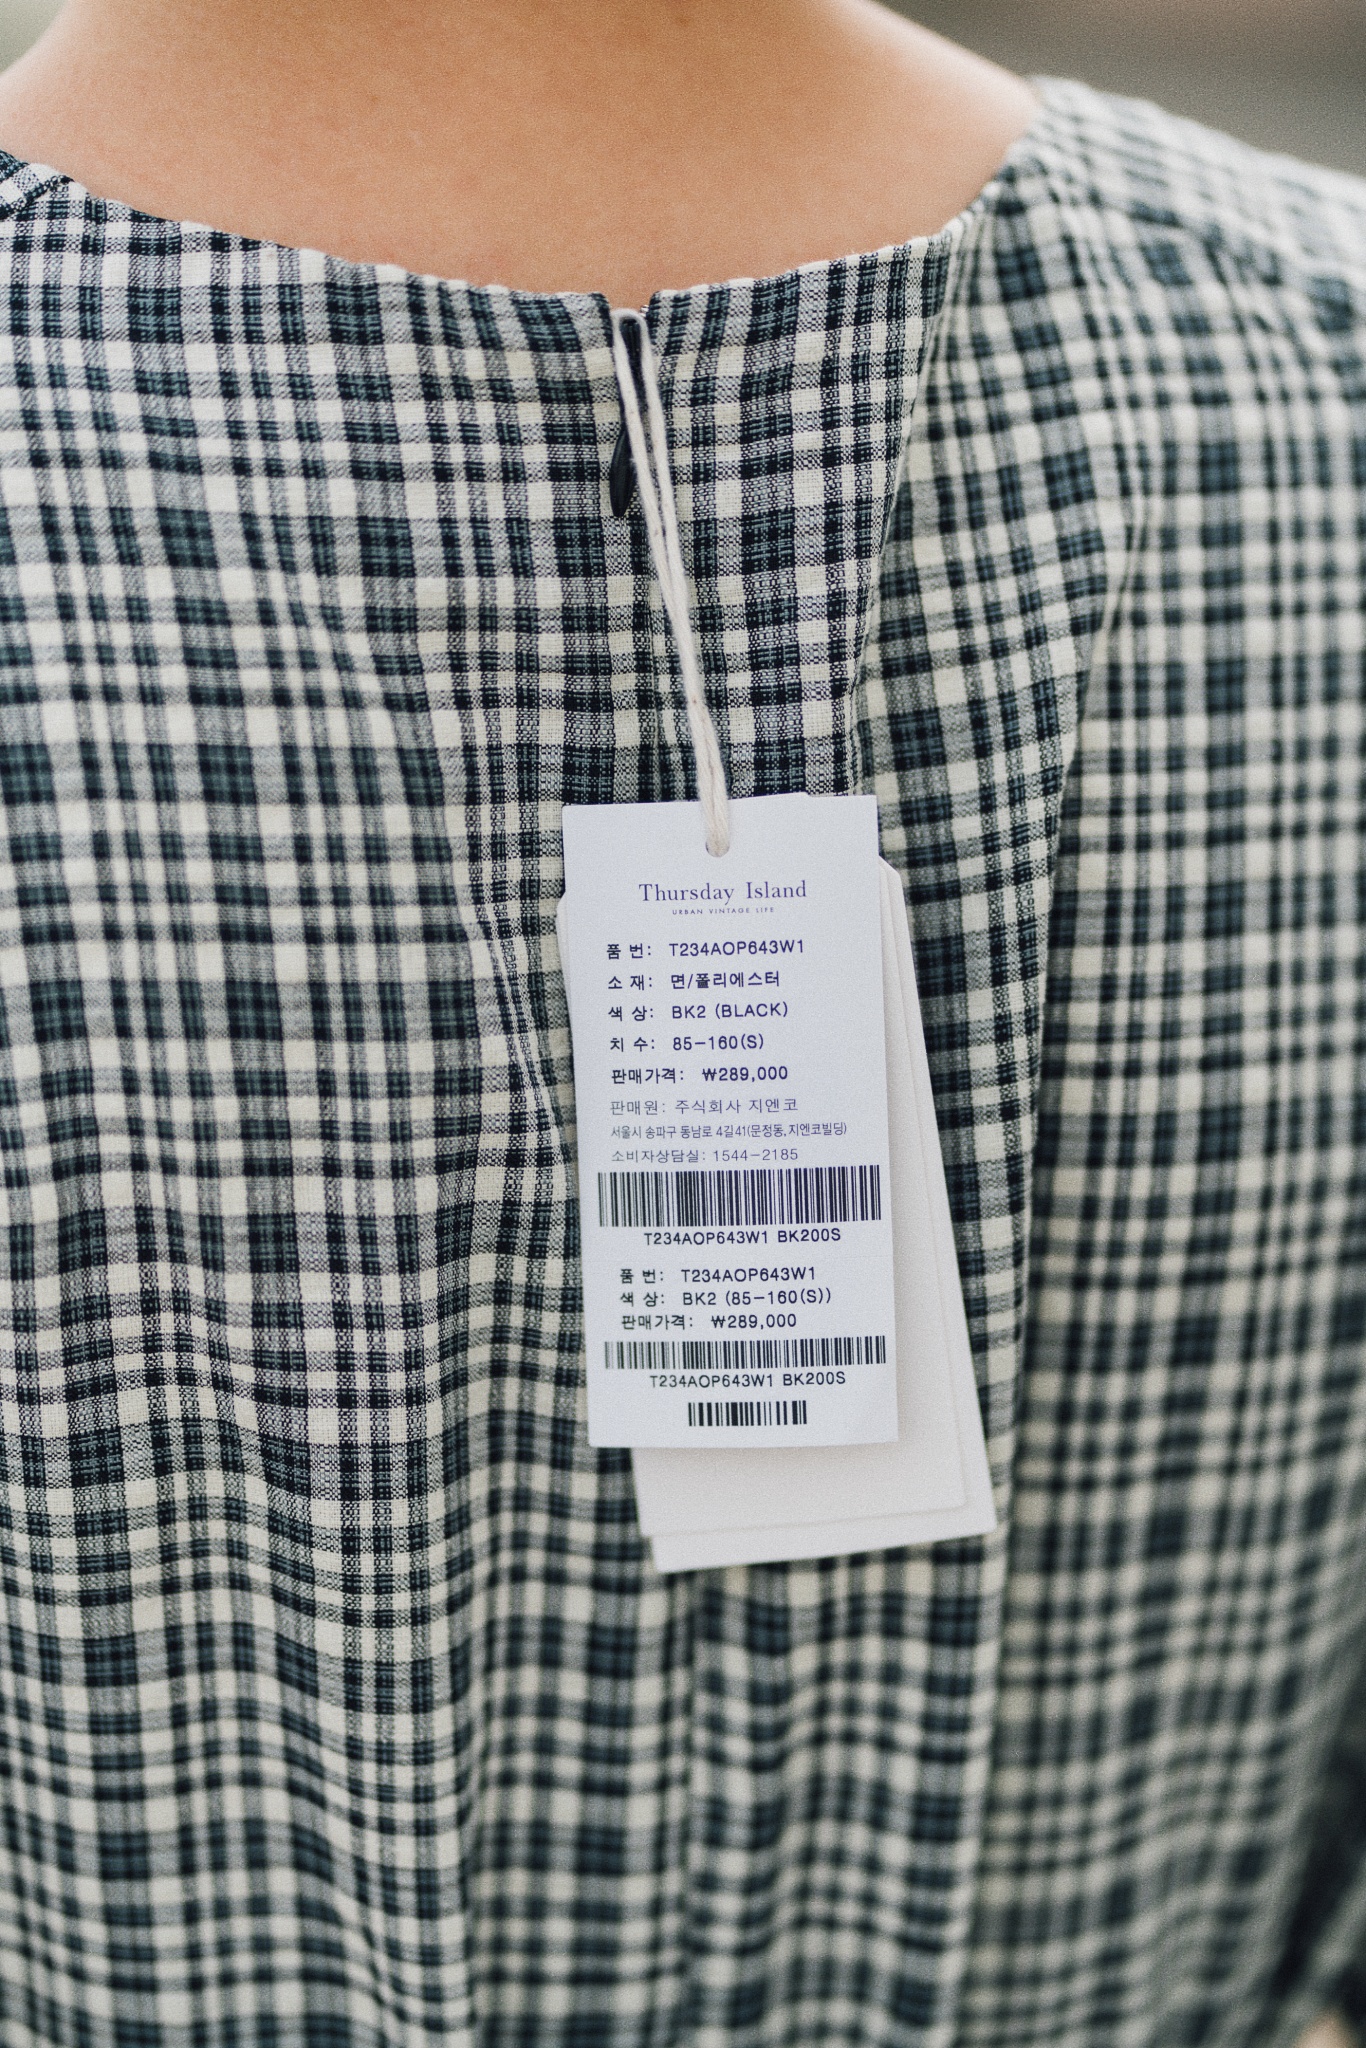 Thursday Island
URBAN VINTAGE LIFE
품 번: T234AOP643W1
소 재: 면/폴리에스터
색 상: BK2 (BLACK)
치 수: 85-160(S)
판매가격: ₩289,000
판매원: 주식회사 지엔코
서울시 송파구 동남로 4길 41(문정동, 지엔코빌딩)
소비자상담실: 1544-2185
T234AOP643W1 BK200S
품 번: T234AOP643W1
색 상: BK2 (85-160(S))
판매가격: ₩289,000
T234AOP643W1 BK200S